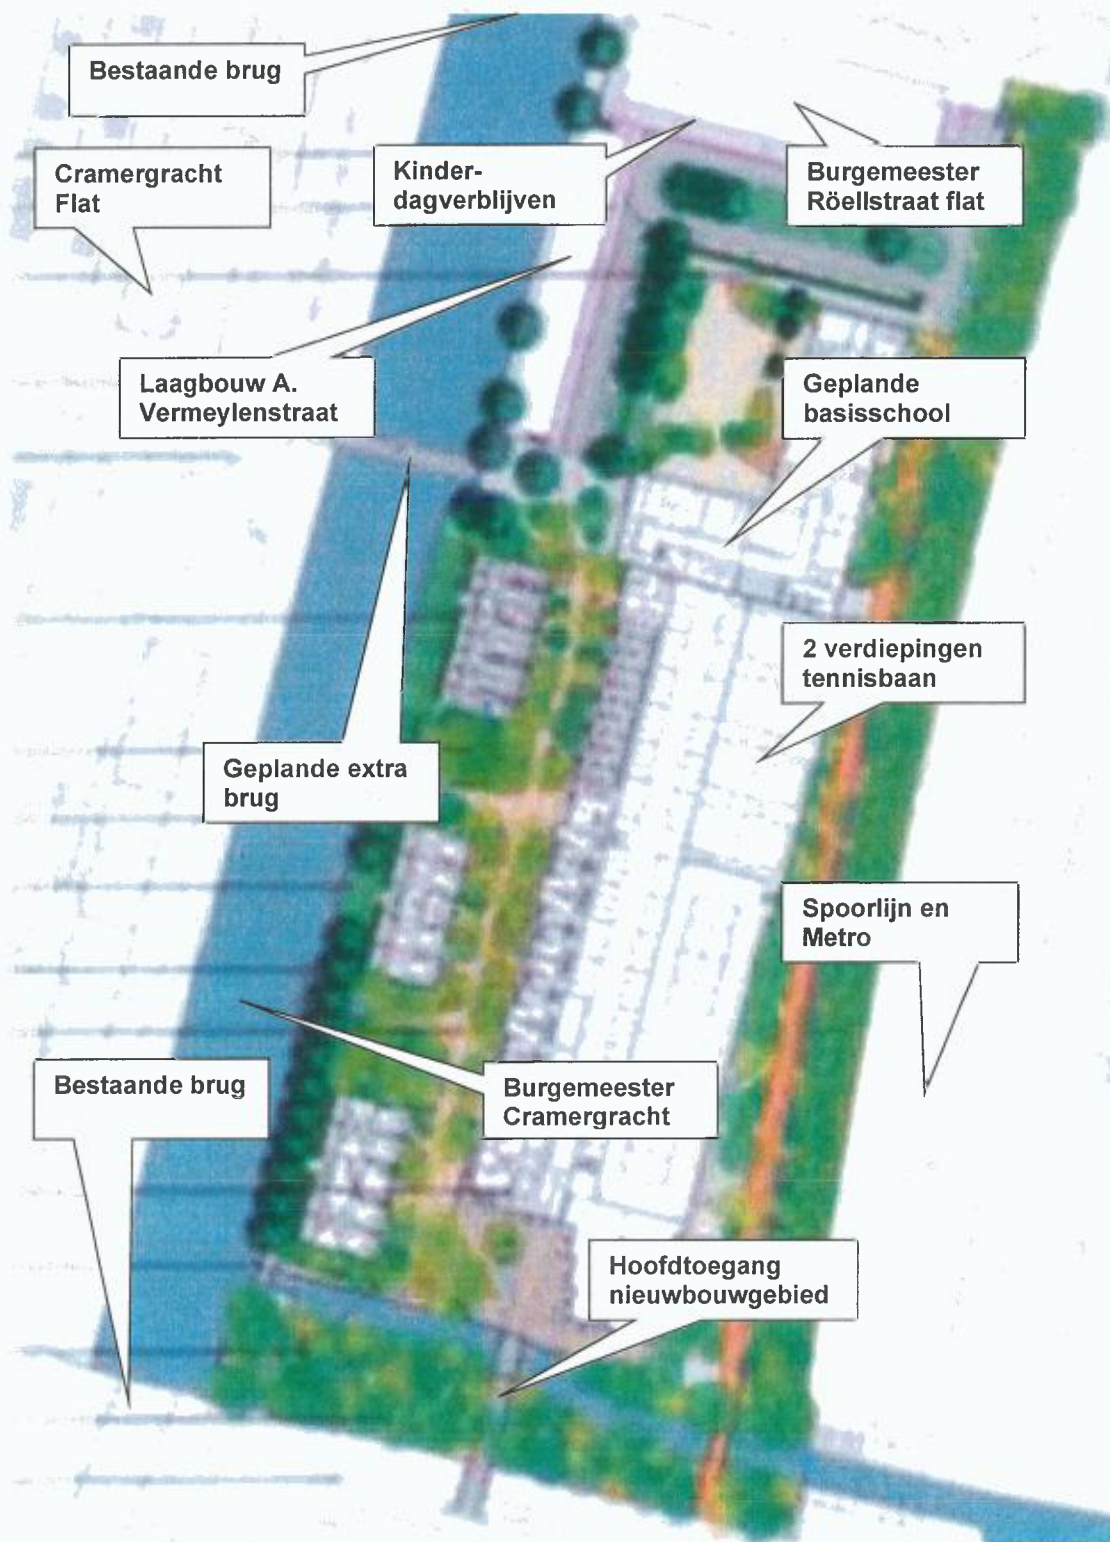 Bestaande brug
Cramergracht
Flat
Kinder-
dagverblijven
Burgemeester
Röellstraat flat
Laagbouw A.
Vermeylenstraat
Geplande
basisschool
2 verdiepingen
tennisbaan
Geplande extra
brug
Spoorlijn en
Metro
Bestaande brug
Burgemeester
Cramergracht
Hoofdtoegang
nieuwbouwgebied